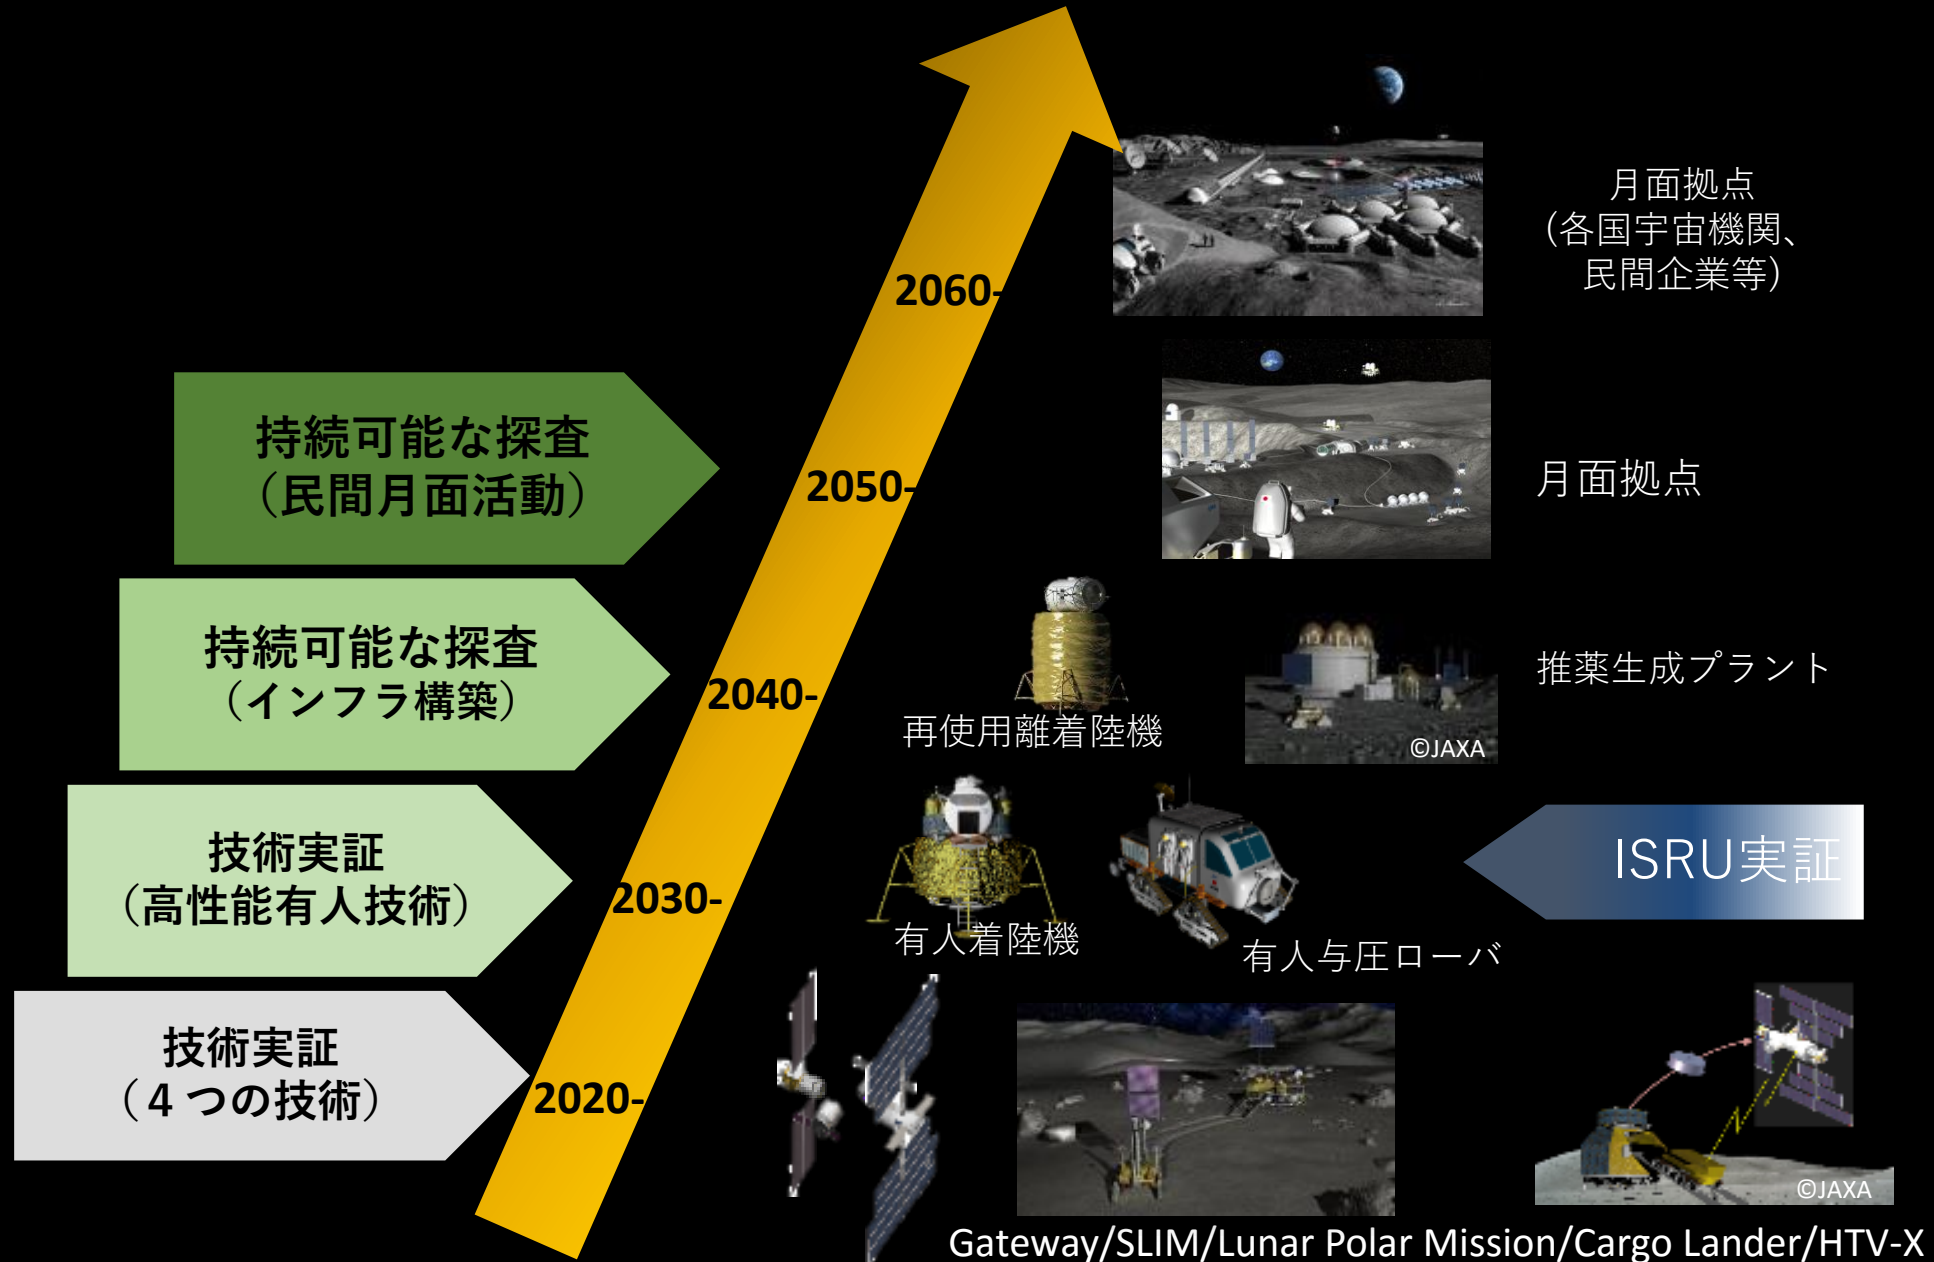 月面拠点
（各国宇宙機関、
民間企業等）
2060-
持続可能な探査
（民間月面活動）
2050-
月面拠点
持続可能な探査
（インフラ構築）
2040-
再使用離着陸機
推薬生成プラント
©JAXA
技術実証
（高性能有人技術）
2030-
有人着陸機
有人与圧ローバ
ISRU実証
技術実証
（４つの技術）
2020-
©JAXA
Gateway/SLIM/Lunar Polar Mission/Cargo Lander/HTV-X